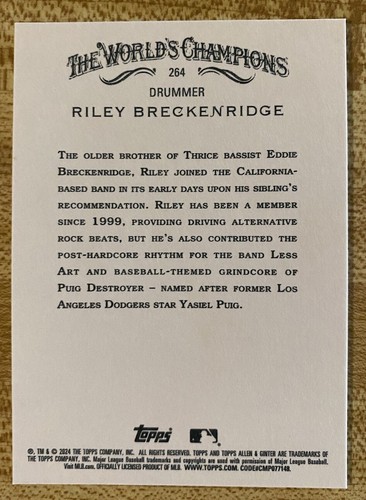 THE WORLD'S CHAMPIONS
264
DRUMMER
RILEY BRECKENRIDGE
THE OLDER BROTHER OF THRICE BASSIST EDDIE
BRECKENRIDGE, RILEY JOINED THE CALIFORNIA-
BASED BAND IN ITS EARLY DAYS UPON HIS SIBLING'S
RECOMMENDATION. RILEY HAS BEEN A MEMBER
SINCE 1999, PROVIDING DRIVING ALTERNATIVE
ROCK BEATS, BUT HE'S ALSO CONTRIBUTED THE
POST-HARDCORE RHYTHM FOR THE BAND LESS
ART AND BASEBALL-THEMED GRINDCORE OF
PUIG DESTROYER – NAMED AFTER FORMER LOS
ANGELES DODGERS STAR YASIEL PUIG.
topps
®, TM & © 2024 THE TOPPS COMPANY, INC. ALL RIGHTS RESERVED. TOPPS AND TOPPS ALLEN & GINTER ARE TRADEMARKS OF
THE TOPPS COMPANY, INC. Major League Baseball trademarks and copyrights are used with permission of Major League Baseball.
Visit MLB.com. OFFICIALLY LICENSED PRODUCT OF MLB. WWW.TOPPS.COM. CODE#CMP077148.